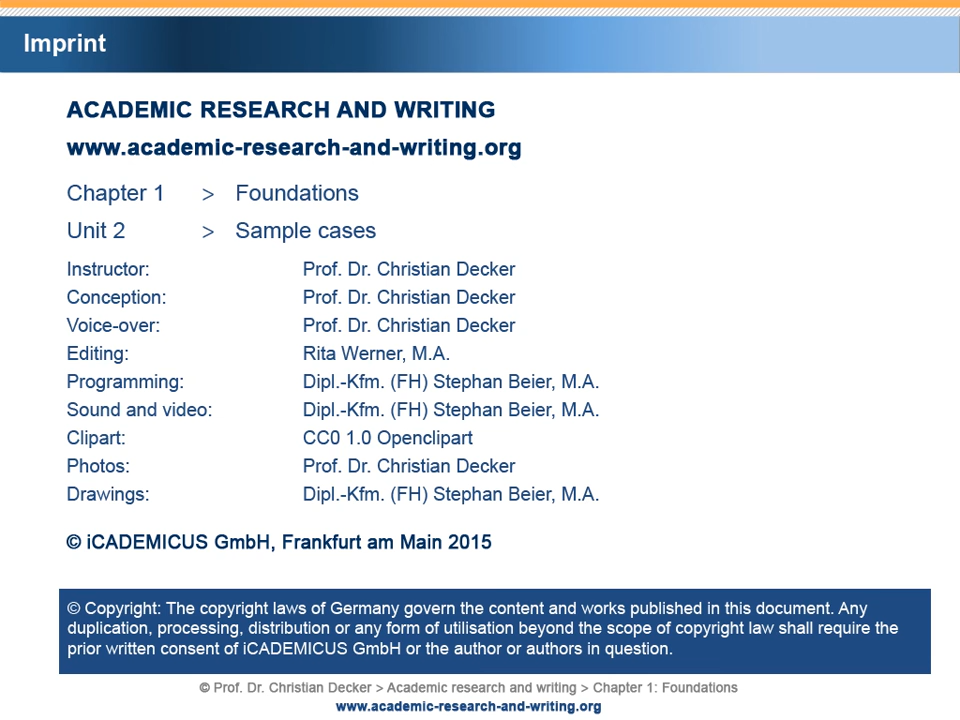 Imprint
ACADEMIC RESEARCH AND WRITING
www.academic-research-and-writing.org
Chapter 1 > Foundations
Unit 2 > Sample cases
Instructor: Prof. Dr. Christian Decker
Conception: Prof. Dr. Christian Decker
Voice-over: Prof. Dr. Christian Decker
Editing: Rita Werner, M.A.
Programming: Dipl.-Kfm. (FH) Stephan Beier, M.A.
Sound and video: Dipl.-Kfm. (FH) Stephan Beier, M.A.
Clipart: CC0 1.0 Openclipart
Photos: Prof. Dr. Christian Decker
Drawings: Dipl.-Kfm. (FH) Stephan Beier, M.A.
© iCADEMICUS GmbH, Frankfurt am Main 2015
© Copyright: The copyright laws of Germany govern the content and works published in this document. Any
duplication, processing, distribution or any form of utilisation beyond the scope of copyright law shall require the
prior written consent of iCADEMICUS GmbH or the author or authors in question.
© Prof. Dr. Christian Decker > Academic research and writing > Chapter 1: Foundations
www.academic-research-and-writing.org